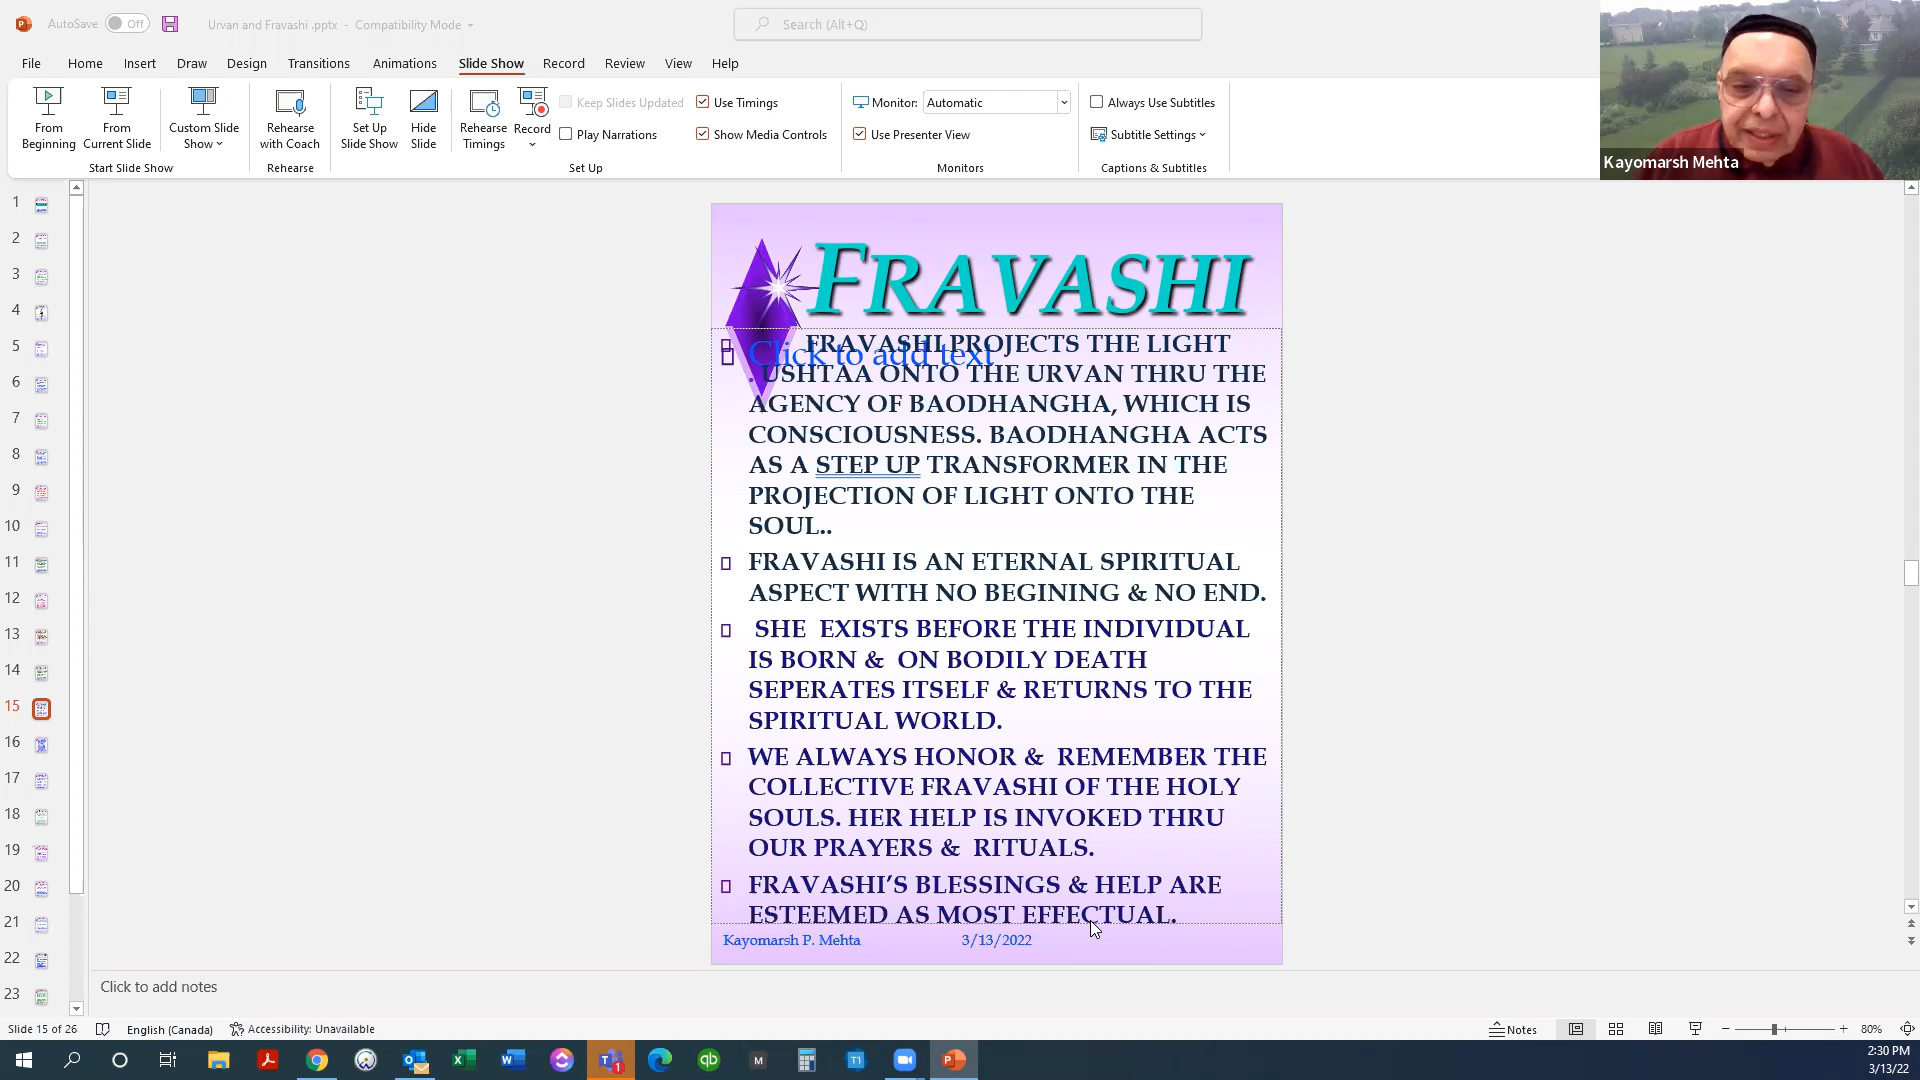 AutoSave Off Urvan and Fravashi .pptx - Compatibility Mode Search (Alt+Q)
File Home Insert Draw Design Transitions Animations Slide Show Record Review View Help
From Beginning
From Current Slide
Custom Slide Show
Start Slide Show
Rehearse with Coach
Rehearse
Set Up Slide Show
Hide Slide
Rehearse Timings
Record
Keep Slides Updated
Play Narrations
Use Timings
Show Media Controls
Set Up
Monitor: Automatic
Use Presenter View
Monitors
Always Use Subtitles
Subtitle Settings
Captions & Subtitles
Kayomarsh Mehta
1
2
3
4
5
6
7
8
9
10
11
12
13
14
15
16
17
18
19
20
21
22
23
FRAVASHI
Click to add text
FRAVASHI PROJECTS THE LIGHT
. USHTAA ONTO THE URVAN THRU THE
AGENCY OF BAODHANGHA, WHICH IS
CONSCIOUSNESS. BAODHANGHA ACTS
AS A STEP UP TRANSFORMER IN THE
PROJECTION OF LIGHT ONTO THE
SOUL..
FRAVASHI IS AN ETERNAL SPIRITUAL
ASPECT WITH NO BEGINING & NO END.
SHE EXISTS BEFORE THE INDIVIDUAL
IS BORN & ON BODILY DEATH
SEPERATES ITSELF & RETURNS TO THE
SPIRITUAL WORLD.
WE ALWAYS HONOR & REMEMBER THE
COLLECTIVE FRAVASHI OF THE HOLY
SOULS. HER HELP IS INVOKED THRU
OUR PRAYERS & RITUALS.
FRAVASHI’S BLESSINGS & HELP ARE
ESTEEMED AS MOST EFFECTUAL.
Kayomarsh P. Mehta 3/13/2022
Click to add notes
Slide 15 of 26 English (Canada) Accessibility: Unavailable Notes 80%
2:30 PM
3/13/22